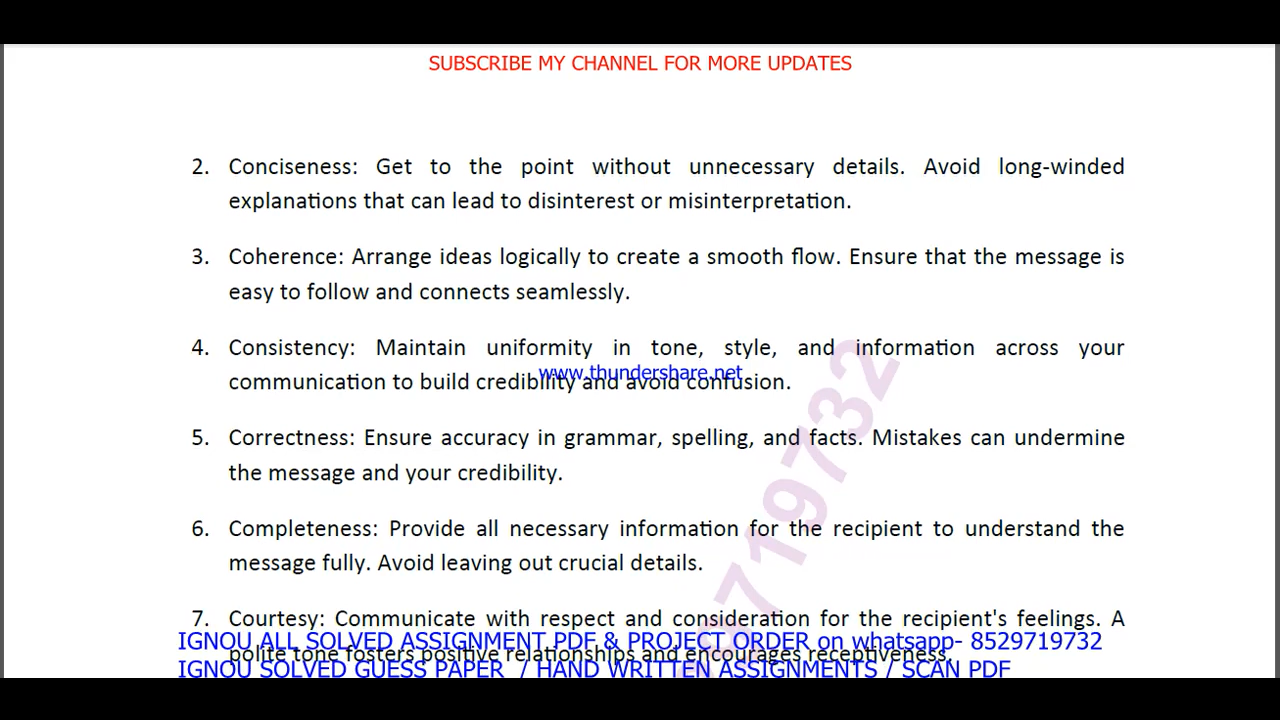 SUBSCRIBE MY CHANNEL FOR MORE UPDATES
2. Conciseness: Get to the point without unnecessary details. Avoid long-winded
explanations that can lead to disinterest or misinterpretation.
3. Coherence: Arrange ideas logically to create a smooth flow. Ensure that the message is
easy to follow and connects seamlessly.
4. Consistency: Maintain uniformity in tone, style, and information across your
www.thundershare.net
communication to build credibility and avoid confusion.
5. Correctness: Ensure accuracy in grammar, spelling, and facts. Mistakes can undermine
the message and your credibility.
6. Completeness: Provide all necessary information for the recipient to understand the
message fully. Avoid leaving out crucial details.
7. Courtesy: Communicate with respect and consideration for the recipient's feelings. A
IGNOU ALL SOLVED ASSIGNMENT PDF & PROJECT ORDER on whatsapp- 8529719732
polite tone fosters positive relationships and encourages receptiveness.
IGNOU SOLVED GUESS PAPER / HAND WRITTEN ASSIGNMENTS / SCAN PDF